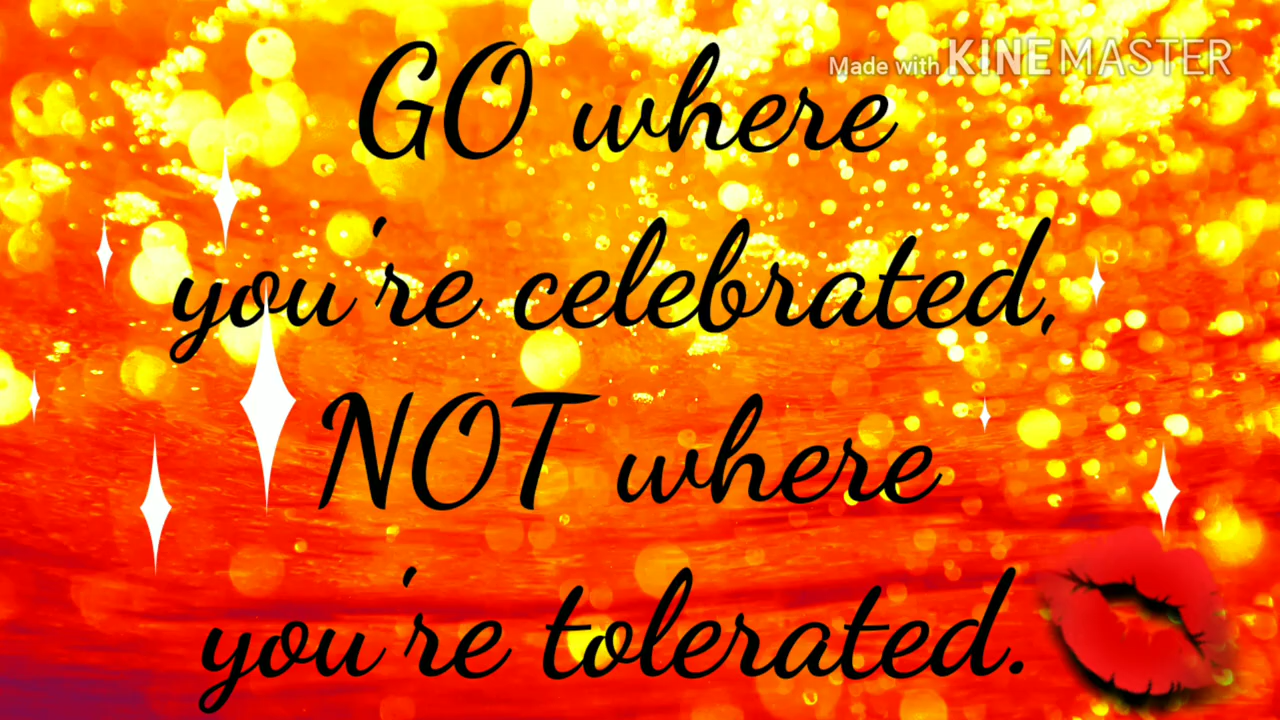 Made with KINEMASTER
GO where
you're celebrated,
NOT where
you're tolerated.